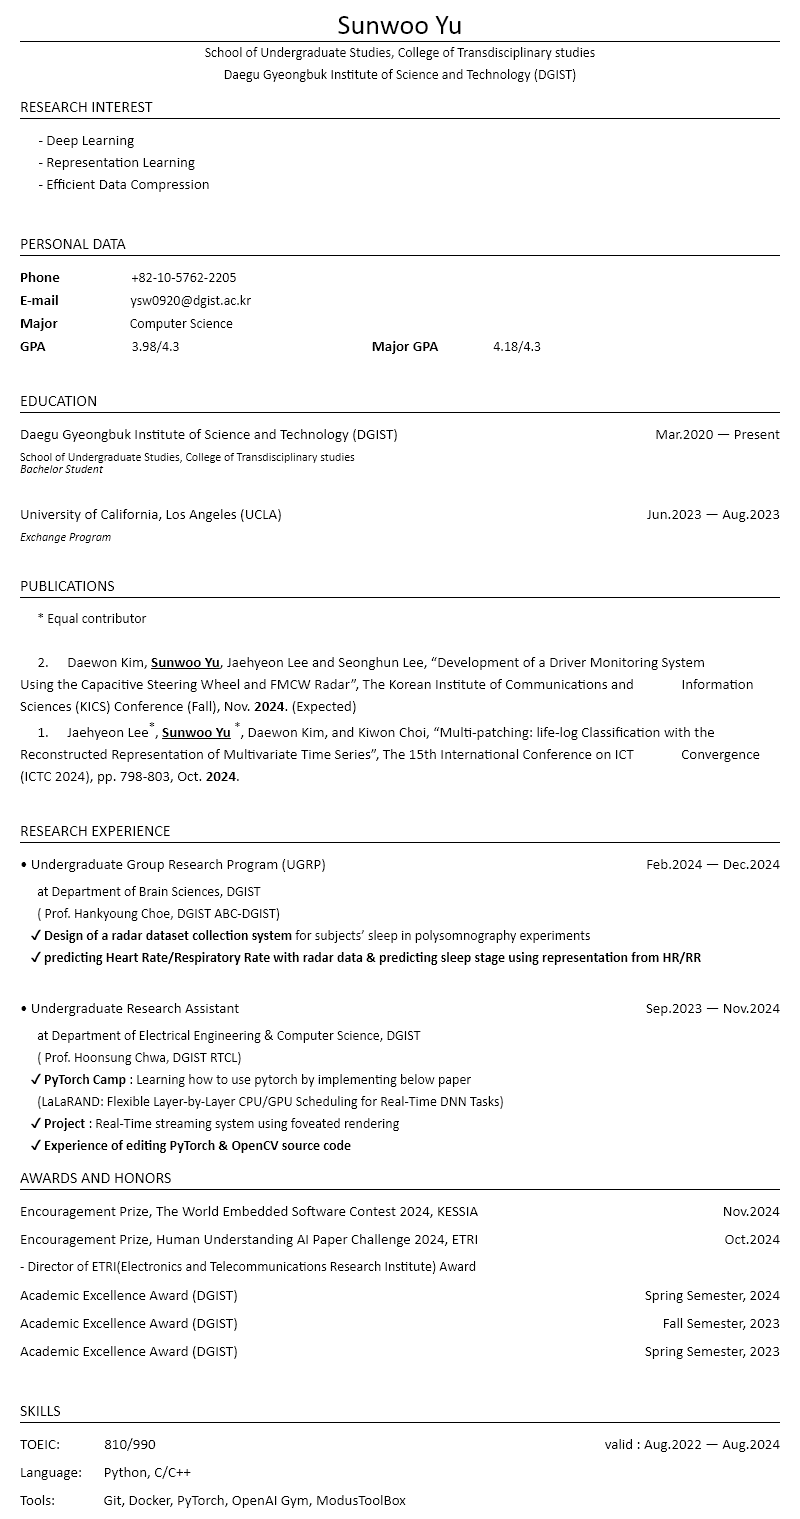 Sunwoo Yu
School of Undergraduate Studies, College of Transdisciplinary studies
Daegu Gyeongbuk Institute of Science and Technology (DGIST)
RESEARCH INTEREST
- Deep Learning
- Representation Learning
- Efficient Data Compression
PERSONAL DATA
Phone +82-10-5762-2205
E-mail ysw0920@dgist.ac.kr
Major Computer Science
GPA 3.98/4.3 Major GPA 4.18/4.3
EDUCATION
Daegu Gyeongbuk Institute of Science and Technology (DGIST) Mar.2020 — Present
School of Undergraduate Studies, College of Transdisciplinary studies
Bachelor Student
University of California, Los Angeles (UCLA) Jun.2023 — Aug.2023
Exchange Program
PUBLICATIONS
* Equal contributor
2. Daewon Kim, Sunwoo Yu, Jaehyeon Lee and Seonghun Lee, “Development of a Driver Monitoring System
Using the Capacitive Steering Wheel and FMCW Radar”, The Korean Institute of Communications and Information
Sciences (KICS) Conference (Fall), Nov. 2024. (Expected)
1. Jaehyeon Lee*, Sunwoo Yu *, Daewon Kim, and Kiwon Choi, “Multi-patching: life-log Classification with the
Reconstructed Representation of Multivariate Time Series”, The 15th International Conference on ICT Convergence
(ICTC 2024), pp. 798-803, Oct. 2024.
RESEARCH EXPERIENCE
• Undergraduate Group Research Program (UGRP) Feb.2024 — Dec.2024
at Department of Brain Sciences, DGIST
( Prof. Hankyoung Choe, DGIST ABC-DGIST)
✓ Design of a radar dataset collection system for subjects’ sleep in polysomnography experiments
✓ predicting Heart Rate/Respiratory Rate with radar data & predicting sleep stage using representation from HR/RR
• Undergraduate Research Assistant Sep.2023 — Nov.2024
at Department of Electrical Engineering & Computer Science, DGIST
( Prof. Hoonsung Chwa, DGIST RTCL)
✓ PyTorch Camp : Learning how to use pytorch by implementing below paper
(LaLaRAND: Flexible Layer-by-Layer CPU/GPU Scheduling for Real-Time DNN Tasks)
✓ Project : Real-Time streaming system using foveated rendering
✓ Experience of editing PyTorch & OpenCV source code
AWARDS AND HONORS
Encouragement Prize, The World Embedded Software Contest 2024, KESSIA Nov.2024
Encouragement Prize, Human Understanding AI Paper Challenge 2024, ETRI Oct.2024
- Director of ETRI(Electronics and Telecommunications Research Institute) Award
Academic Excellence Award (DGIST) Spring Semester, 2024
Academic Excellence Award (DGIST) Fall Semester, 2023
Academic Excellence Award (DGIST) Spring Semester, 2023
SKILLS
TOEIC: 810/990 valid : Aug.2022 — Aug.2024
Language: Python, C/C++
Tools: Git, Docker, PyTorch, OpenAI Gym, ModusToolBox